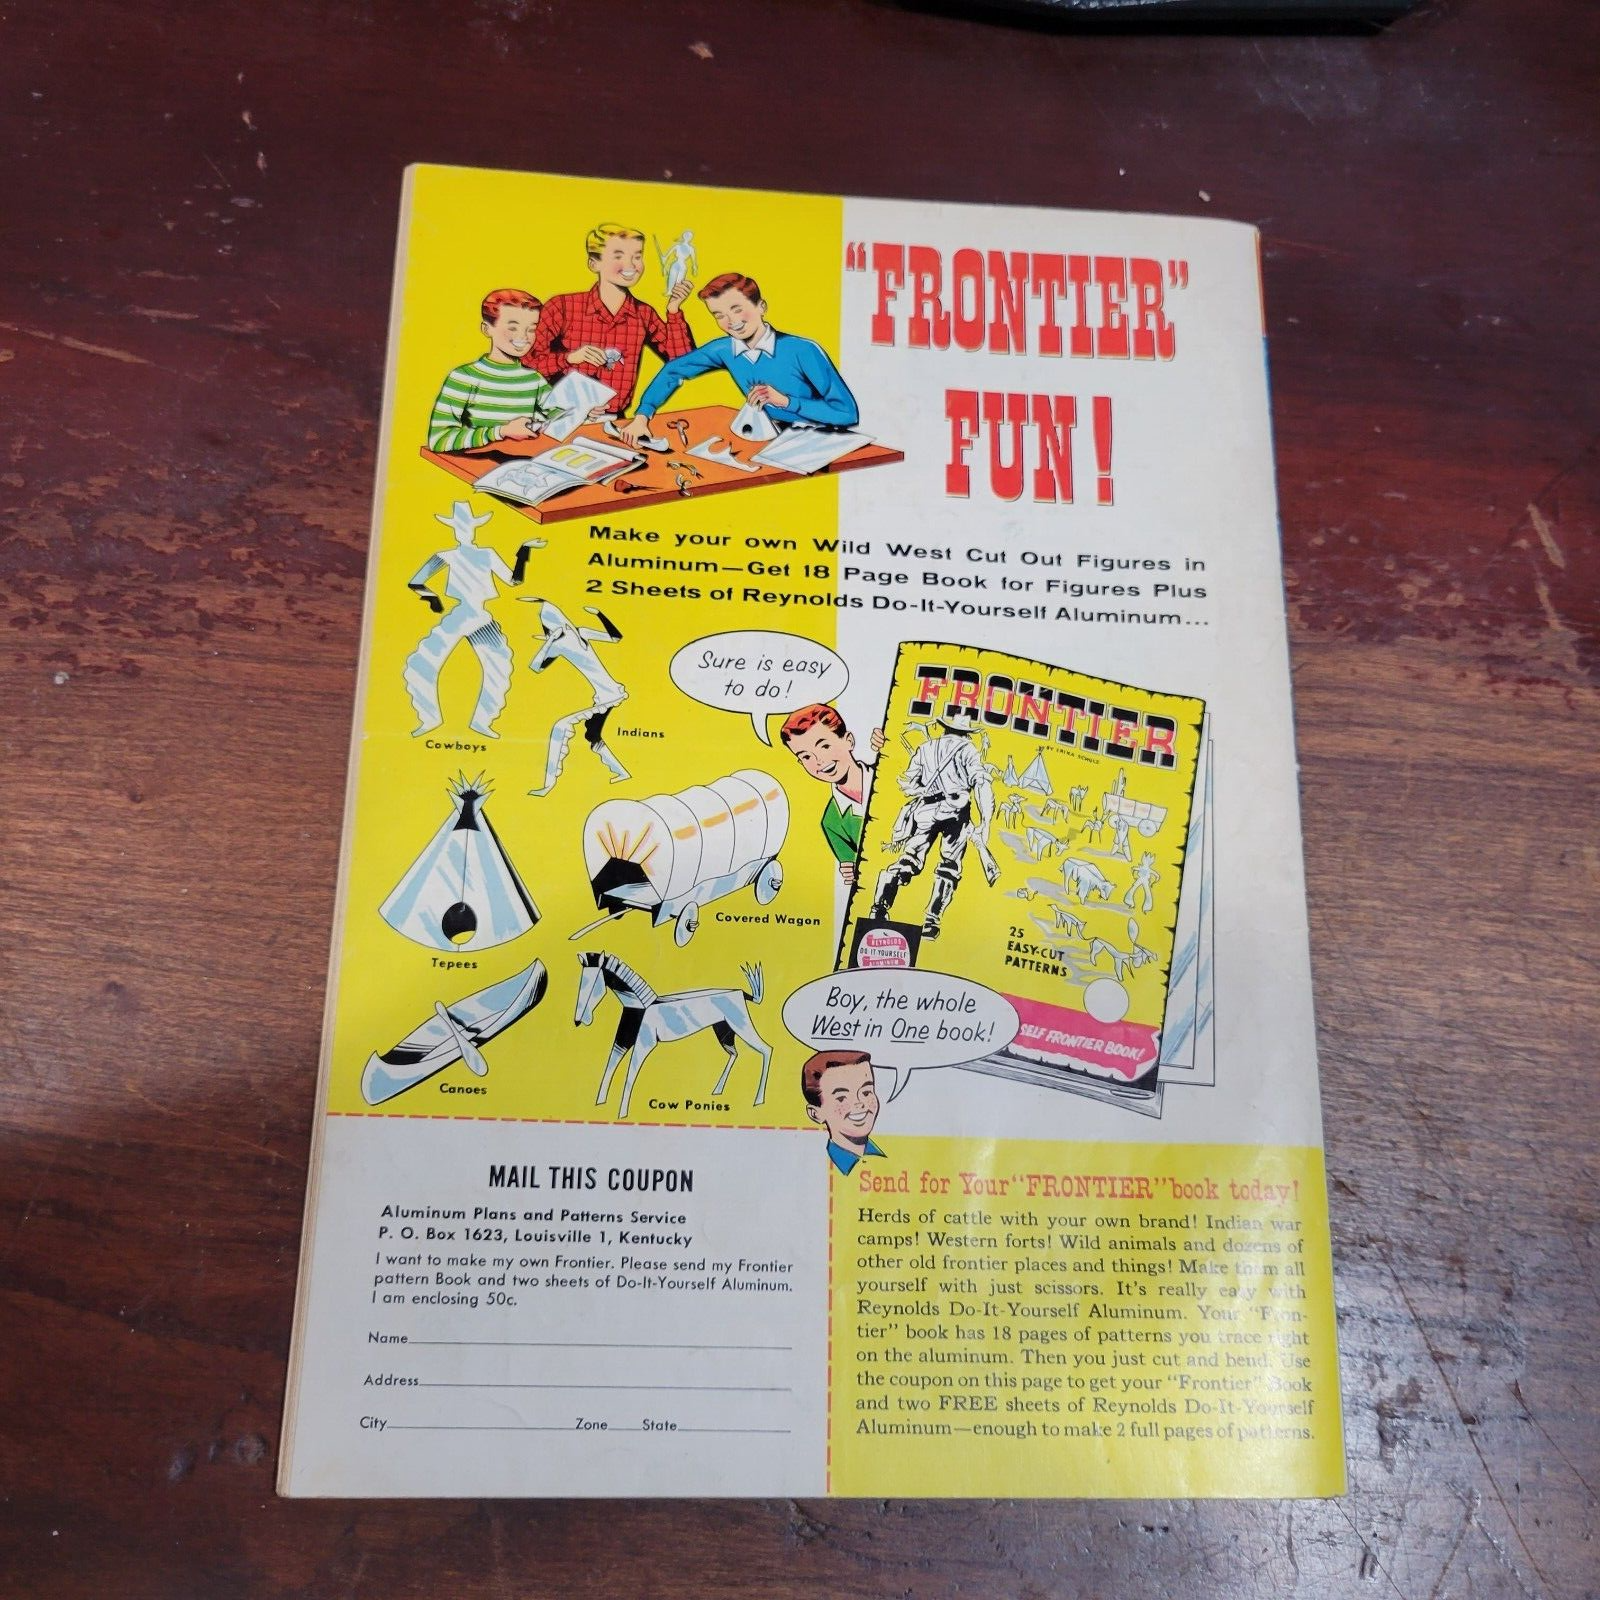 "FRONTIER"
FUN!
Make your own Wild West Cut Out Figures in
Aluminum—Get 18 Page Book for Figures Plus
2 Sheets of Reynolds Do-It-Yourself Aluminum...
Sure is easy
to do!
Cowboys
Indians
Tepees
Covered Wagon
Canoes
Cow Ponies
FRONTIER
BY ERIKA SCHULZ
25
EASY-CUT
PATTERNS
REYNOLDS
DO-IT-YOURSELF
ALUMINUM
SELF FRONTIER BOOK!
Boy, the whole
West in One book!
MAIL THIS COUPON
Aluminum Plans and Patterns Service
P. O. Box 1623, Louisville 1, Kentucky
I want to make my own Frontier. Please send my Frontier
pattern Book and two sheets of Do-It-Yourself Aluminum.
I am enclosing 50c.
Name
Address
City Zone State
Send for Your "FRONTIER" book today!
Herds of cattle with your own brand! Indian war
camps! Western forts! Wild animals and dozens of
other old frontier places and things! Make them all
yourself with just scissors. It's really easy with
Reynolds Do-It-Yourself Aluminum. Your "Fron-
tier" book has 18 pages of patterns you trace right
on the aluminum. Then you just cut and bend. Use
the coupon on this page to get your "Frontier" Book
and two FREE sheets of Reynolds Do-It-Yourself
Aluminum—enough to make 2 full pages of patterns.